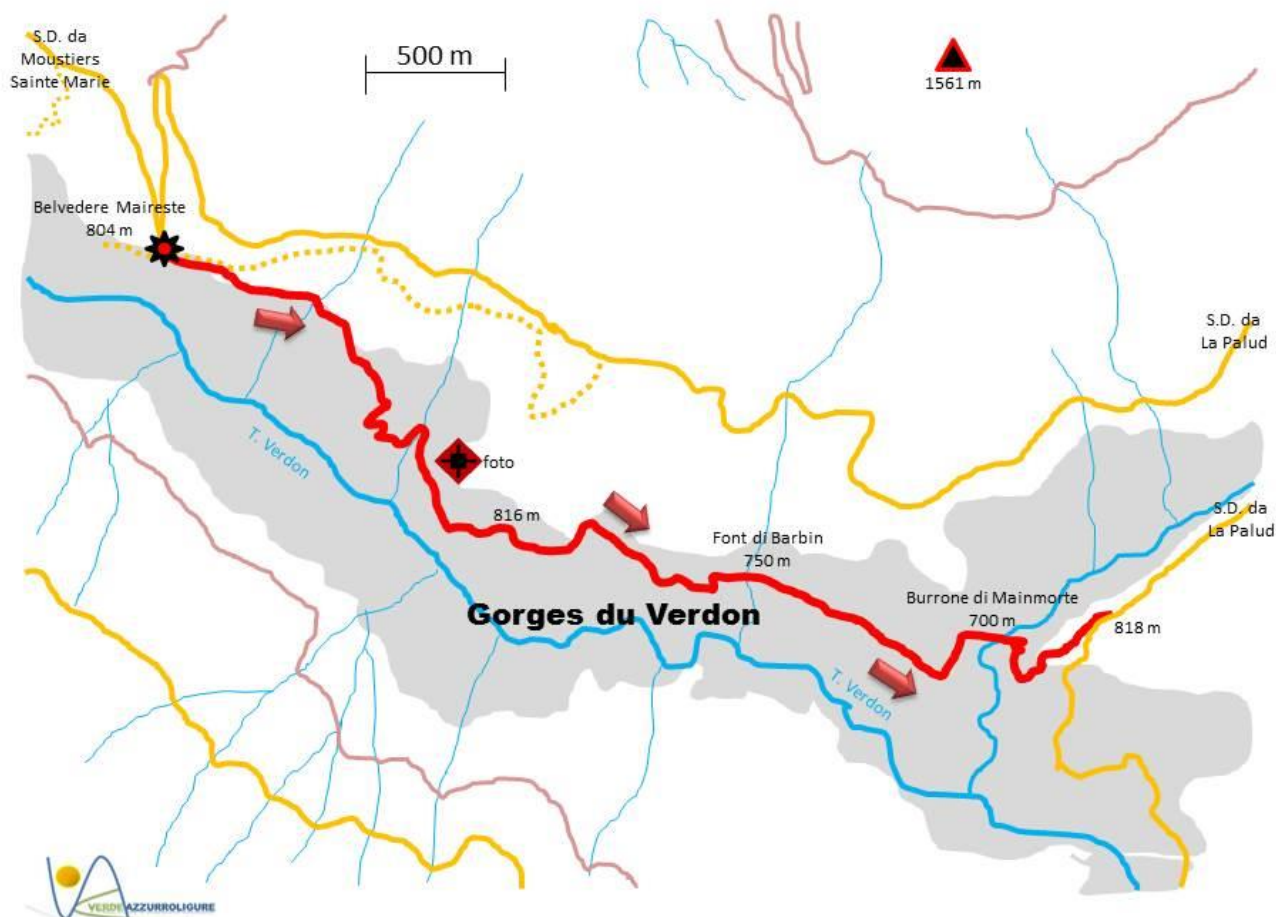 S.D. da
Moustiers
Sainte Marie
500 m
1561 m
Belvedere Maireste
804 m
S.D. da
La Palud
T. Verdon
foto
816 m
Font di Barbin
750 m
S.D. da
La Palud
Gorges du Verdon
Burrone di Mainmorte
700 m
818 m
T. Verdon
VERDEAZZURROLIGURE